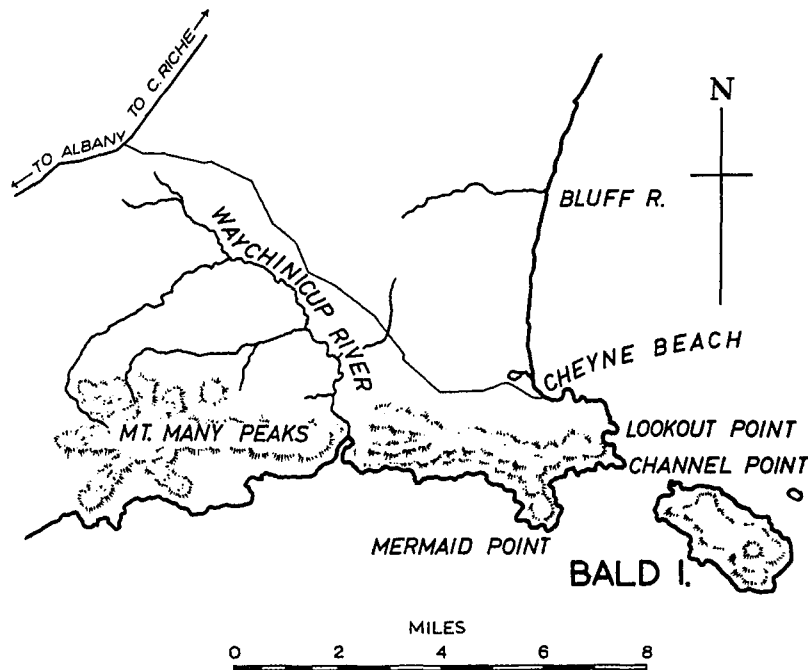 TO C. RICHE
TO ALBANY
N
BLUFF R.
WAYCHINICUP RIVER
CHEYNE BEACH
MT. MANY PEAKS
LOOKOUT POINT
CHANNEL POINT
MERMAID POINT
BALD I.
MILES
0 2 4 6 8